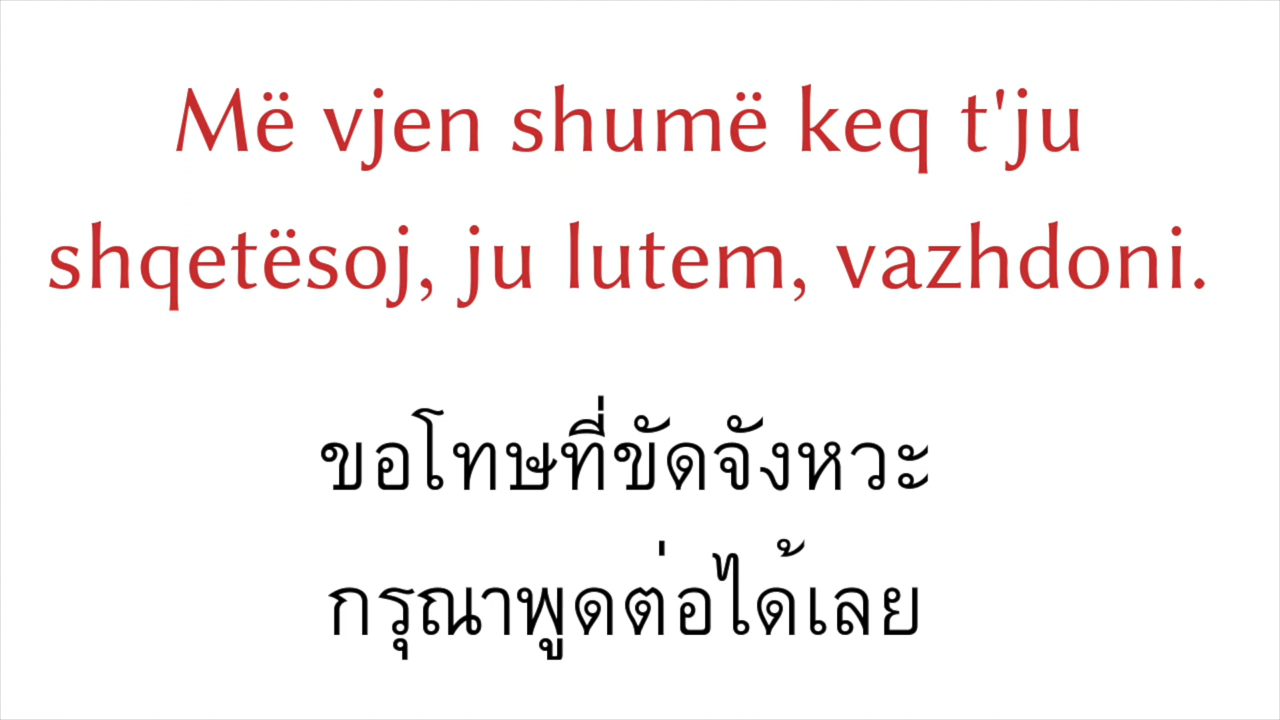 Më vjen shumë keq t'ju
shqetësoj, ju lutem, vazhdoni.
ขอโทษที่ขัดจังหวะ
กรุณาพูดต่อได้เลย